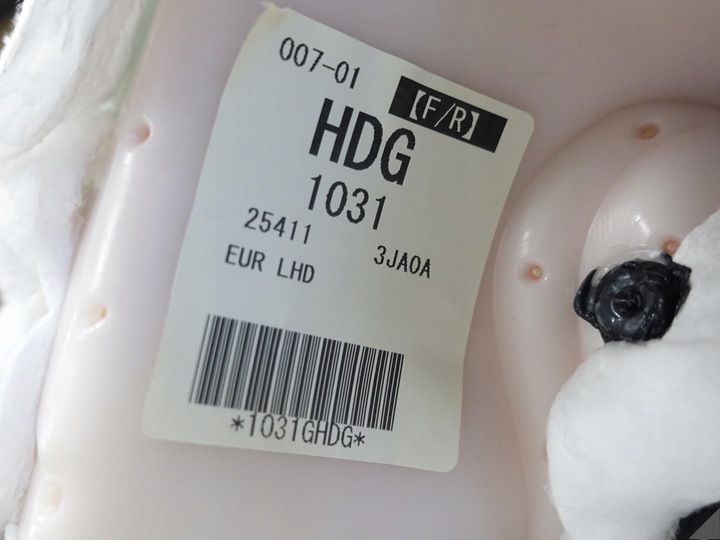 007-01
【F/R】
HDG
1031
25411
3JA0A
EUR LHD
*1031GHDG*